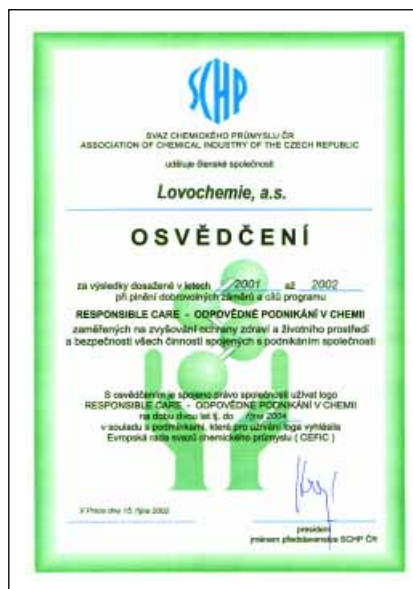 SCHP
SVAZ CHEMICKÉHO PRŮMYSLU ČR
ASSOCIATION OF CHEMICAL INDUSTRY OF THE CZECH REPUBLIC
uděluje členské společnosti
Lovochemie, a.s.
OSVĚDČENÍ
za výsledky dosažené v letech 2001 až 2002
při plnění dobrovolných záměrů a cílů programu
RESPONSIBLE CARE - ODPOVĚDNÉ PODNIKÁNÍ V CHEMII
zaměřených na zvyšování ochrany zdraví a životního prostředí
a bezpečnosti všech činností spojených s podnikáním společnosti
S osvědčením je spojeno právo společnosti užívat logo
RESPONSIBLE CARE - ODPOVĚDNÉ PODNIKÁNÍ V CHEMII
na dobu dvou let tj. do října 2004
v souladu s podmínkami, které pro užívání loga vyhlásila
Evropská rada svazů chemického průmyslu ( CEFIC )
V Praze dne 15. října 2002
president
jménem představenstva SCHP ČR